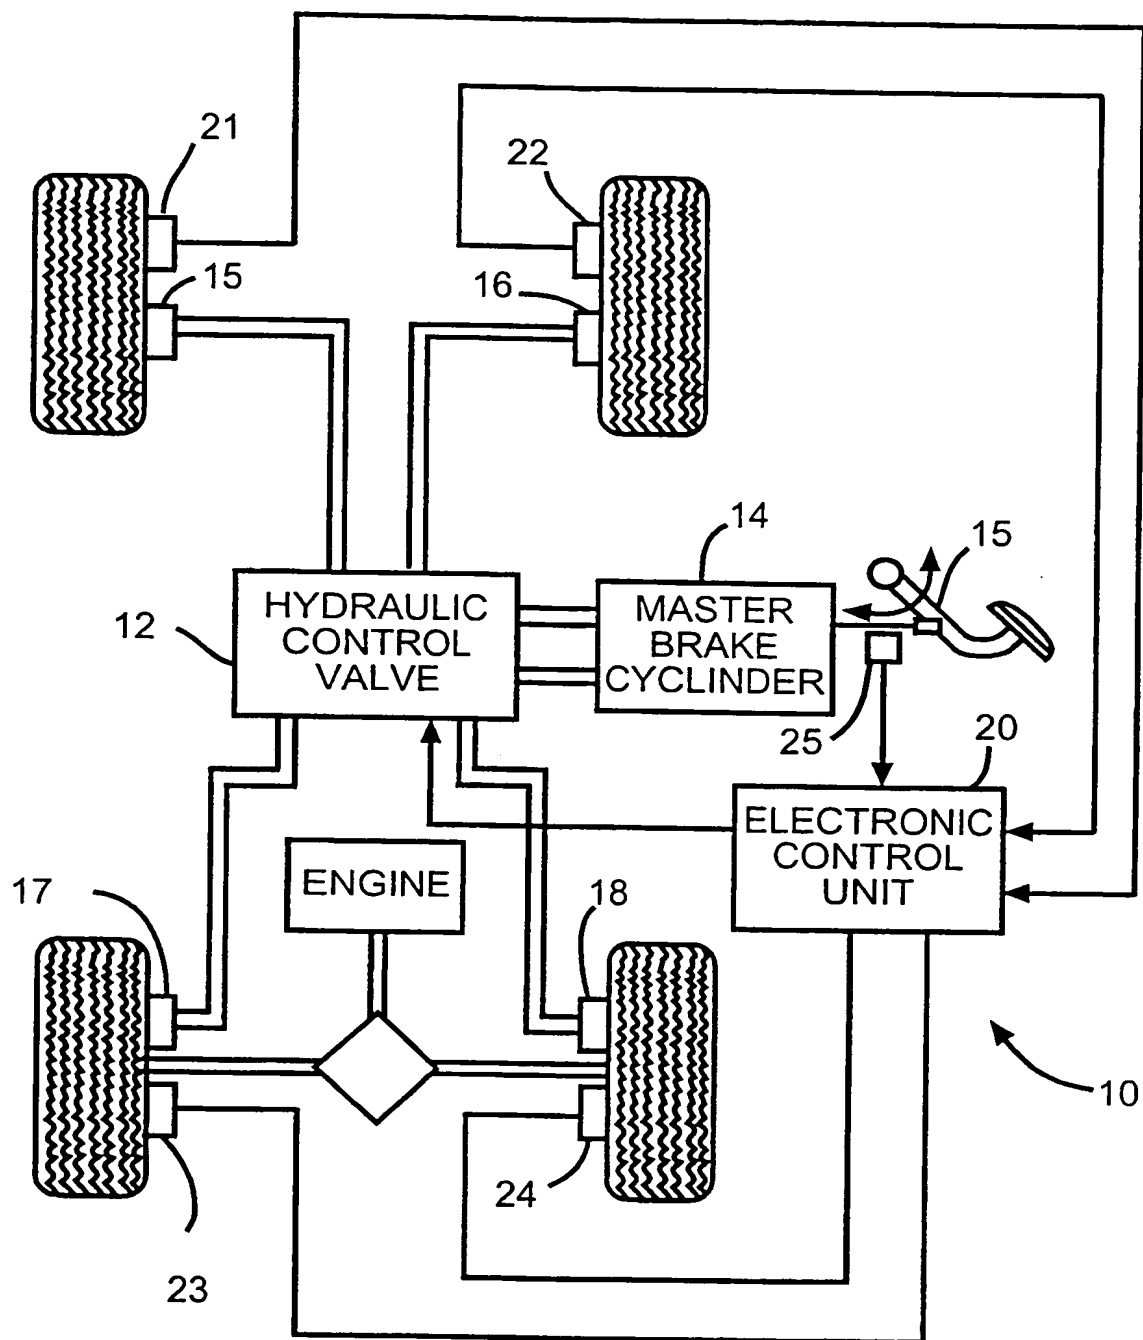 21
22
15
16
14
15
12
HYDRAULIC
CONTROL
VALVE
MASTER
BRAKE
CYCLINDER
25
20
ELECTRONIC
CONTROL
UNIT
17
ENGINE
18
10
24
23